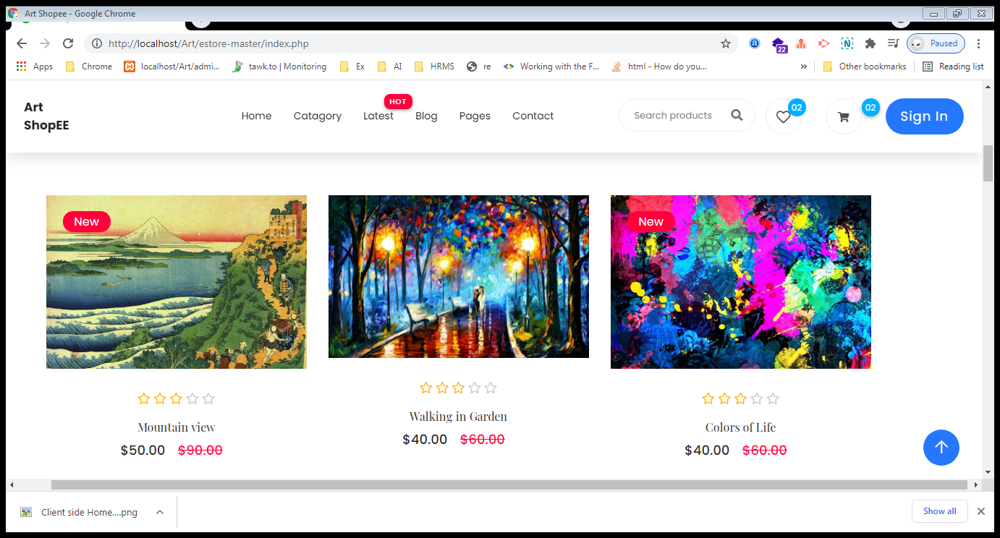 Art Shopee - Google Chrome
http://localhost/Art/estore-master/index.php
22
Paused
Apps
Chrome
localhost/Art/admi...
tawk.to | Monitoring
Ex
AI
HRMS
re
Working with the F...
html - How do you...
»
Other bookmarks
Reading list
Art
ShopEE
Home
Catagory
Latest
HOT
Blog
Pages
Contact
Search products
02
02
Sign In
New
New
Mountain view
$50.00 $90.00
Walking in Garden
$40.00 $60.00
Colors of Life
$40.00 $60.00
Client side Home....png
Show all